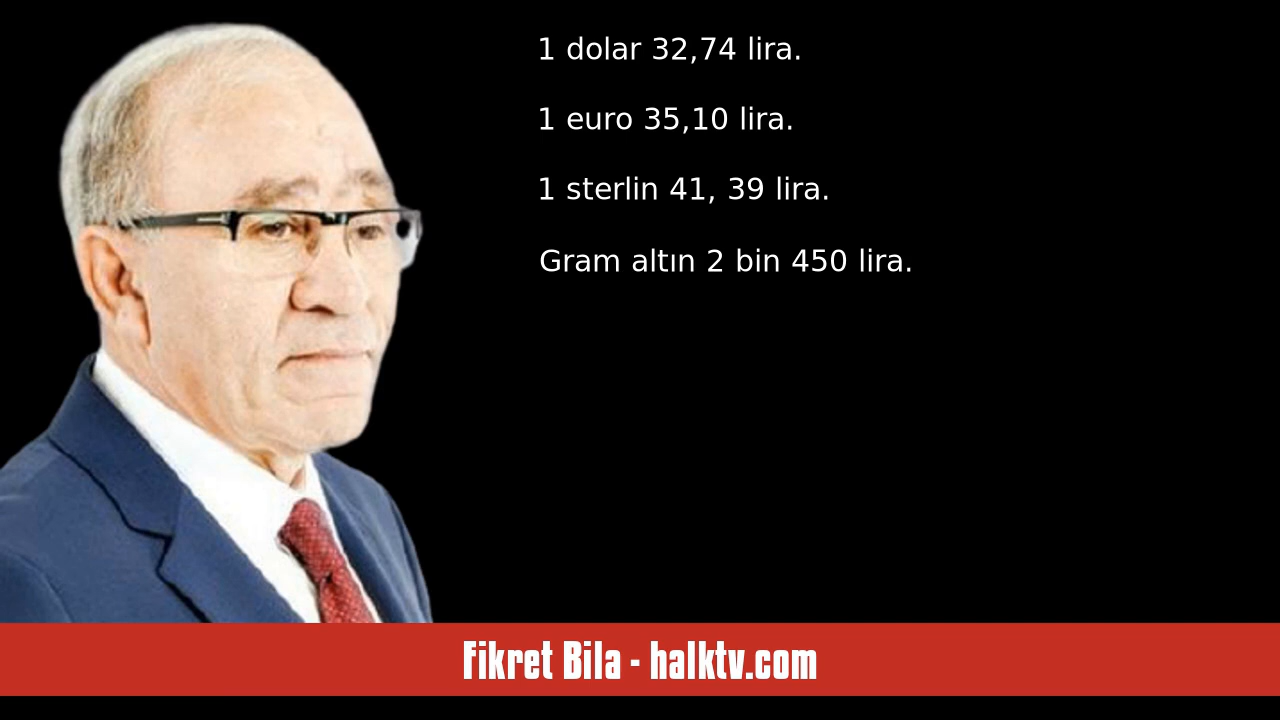 1 dolar 32,74 lira.
1 euro 35,10 lira.
1 sterlin 41, 39 lira.
Gram altın 2 bin 450 lira.
Fikret Bila - halktv.com